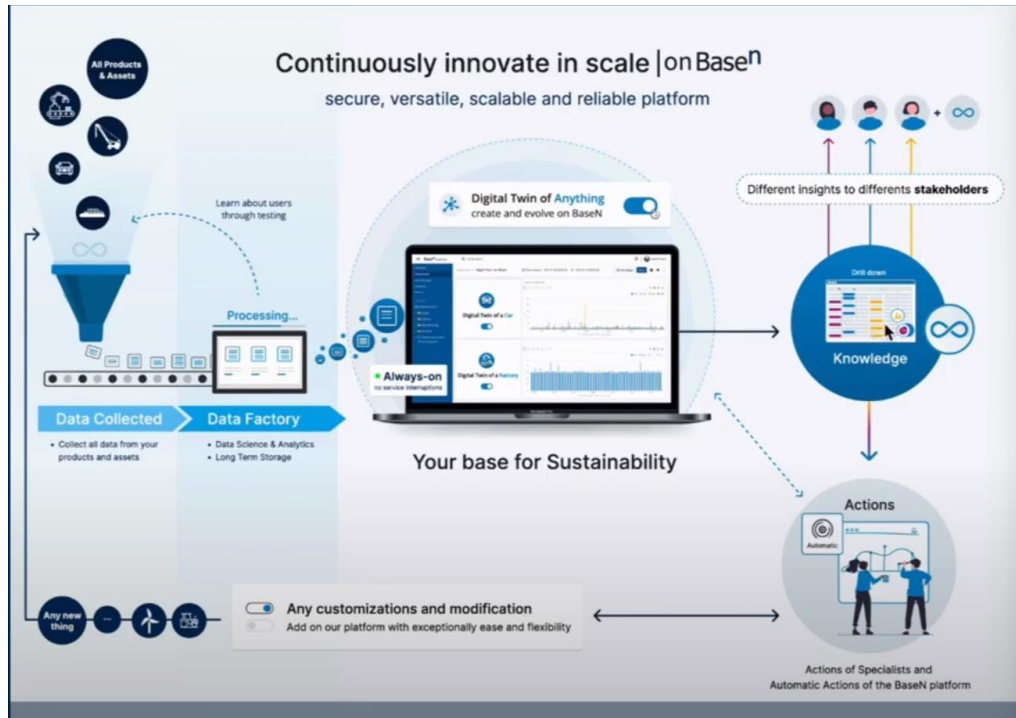 All Products
& Assets
Continuously innovate in scale | on Baseⁿ
secure, versatile, scalable and reliable platform
Learn about users
through testing
Digital Twin of Anything
create and evolve on BaseN
Different insights to differents stakeholders
Processing...
Digital Twin of a Car
Digital Twin of a Factory
Always-on
no service interruptions
Drill down
Knowledge
Data Collected
Data Factory
• Collect all data from your
products and assets
• Data Science & Analytics
• Long Term Storage
Your base for Sustainability
Actions
Automatic
Any new
thing
...
Any customizations and modification
Add on our platform with exceptionally ease and flexibility
Actions of Specialists and
Automatic Actions of the BaseN platform